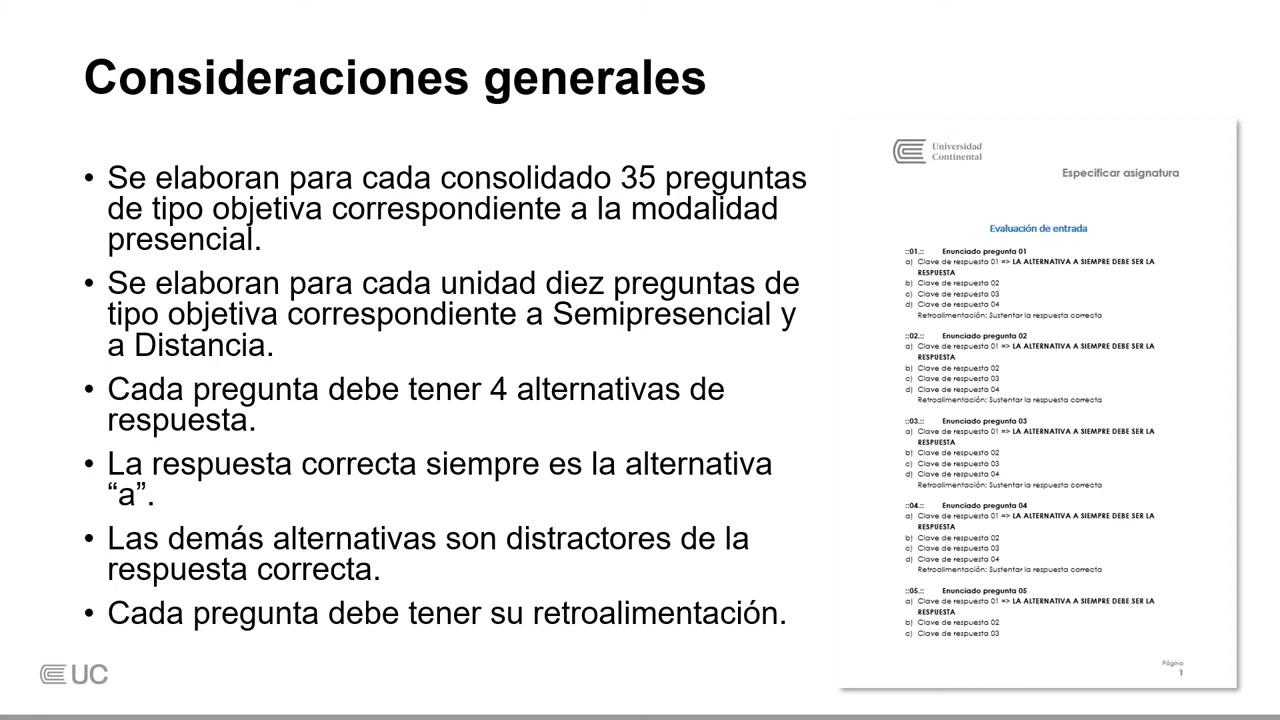 Consideraciones generales
• Se elaboran para cada consolidado 35 preguntas
de tipo objetiva correspondiente a la modalidad
presencial.
• Se elaboran para cada unidad diez preguntas de
tipo objetiva correspondiente a Semipresencial y
a Distancia.
• Cada pregunta debe tener 4 alternativas de
respuesta.
• La respuesta correcta siempre es la alternativa
“a”.
• Las demás alternativas son distractores de la
respuesta correcta.
• Cada pregunta debe tener su retroalimentación.
UC
Universidad
Continental
Especificar asignatura
Evaluación de entrada
::01.:: Enunciado pregunta 01
a) Clave de respuesta 01 => LA ALTERNATIVA A SIEMPRE DEBE SER LA
RESPUESTA
b) Clave de respuesta 02
c) Clave de respuesta 03
d) Clave de respuesta 04
Retroalimentación: Sustentar la respuesta correcta
::02.:: Enunciado pregunta 02
a) Clave de respuesta 01 => LA ALTERNATIVA A SIEMPRE DEBE SER LA
RESPUESTA
b) Clave de respuesta 02
c) Clave de respuesta 03
d) Clave de respuesta 04
Retroalimentación: Sustentar la respuesta correcta
::03.:: Enunciado pregunta 03
a) Clave de respuesta 01 => LA ALTERNATIVA A SIEMPRE DEBE SER LA
RESPUESTA
b) Clave de respuesta 02
c) Clave de respuesta 03
d) Clave de respuesta 04
Retroalimentación: Sustentar la respuesta correcta
::04.:: Enunciado pregunta 04
a) Clave de respuesta 01 => LA ALTERNATIVA A SIEMPRE DEBE SER LA
RESPUESTA
b) Clave de respuesta 02
c) Clave de respuesta 03
d) Clave de respuesta 04
Retroalimentación: Sustentar la respuesta correcta
::05.:: Enunciado pregunta 05
a) Clave de respuesta 01 => LA ALTERNATIVA A SIEMPRE DEBE SER LA
RESPUESTA
b) Clave de respuesta 02
c) Clave de respuesta 03
Página
1